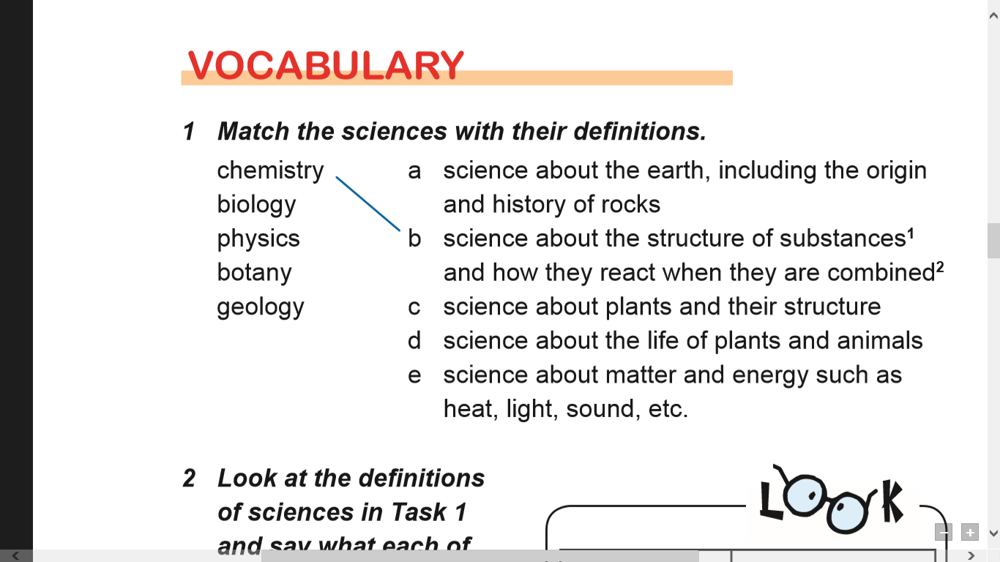 VOCABULARY
1 Match the sciences with their definitions.
chemistry
biology
physics
botany
geology
a science about the earth, including the origin
and history of rocks
b science about the structure of substances¹
and how they react when they are combined²
c science about plants and their structure
d science about the life of plants and animals
e science about matter and energy such as
heat, light, sound, etc.
2 Look at the definitions
of sciences in Task 1
and say what each of
LOOK